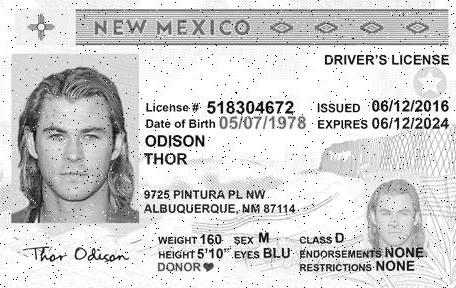 NEW MEXICO
DRIVER'S LICENSE
License# 518304672 ISSUED 06/12/2016
Date of Birth 05/07/1978 EXPIRES 06/12/2024
ODISON
THOR
9725 PINTURA PL NW
ALBUQUERQUE, NM 87114
WEIGHT 160 SEX M CLASS D
HEIGHT 5'10" EYES BLU ENDORSEMENTS NONE
DONOR RESTRICTIONS NONE
Thor Odison